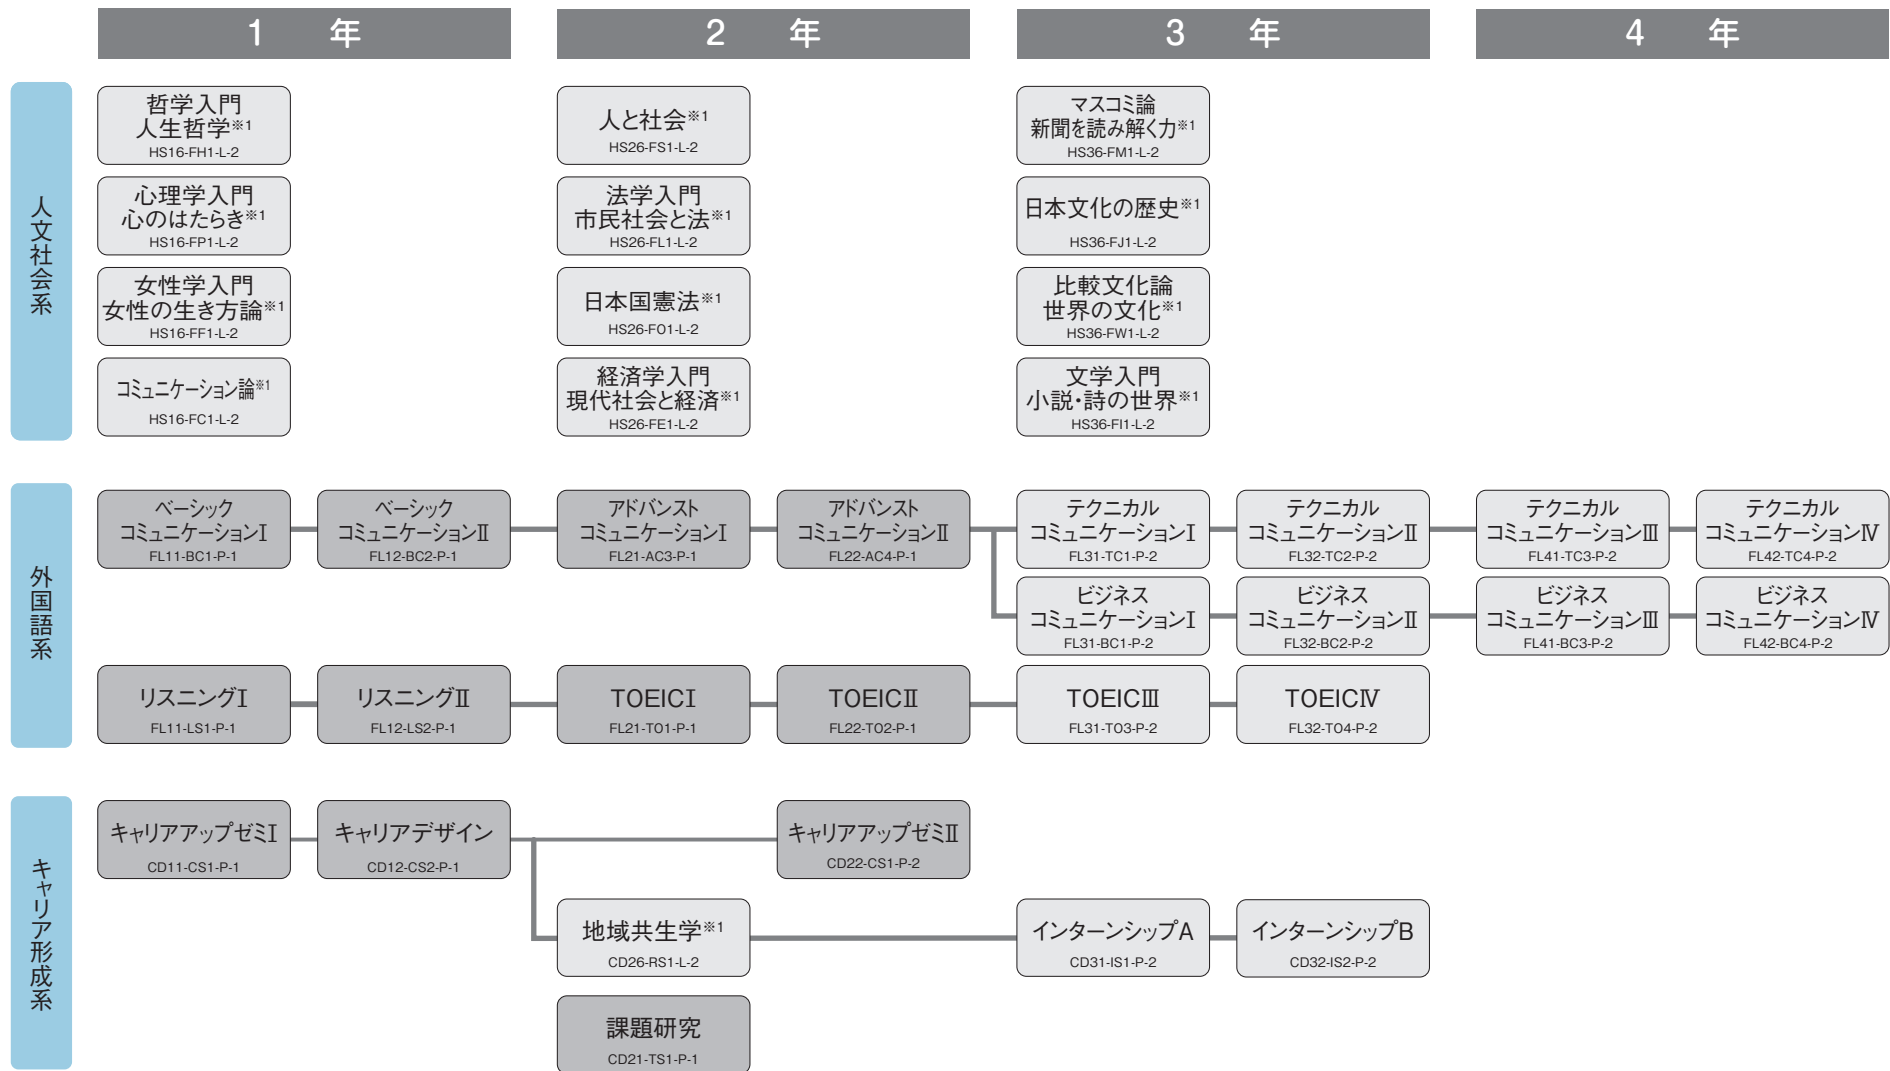 1 年
2 年
3 年
4 年
人文社会系
哲学入門
人生哲学※1
HS16-FH1-L-2
人と社会※1
HS26-FS1-L-2
マスコミ論
新聞を読み解く力※1
HS36-FM1-L-2
心理学入門
心のはたらき※1
HS16-FP1-L-2
法学入門
市民社会と法※1
HS26-FL1-L-2
日本文化の歴史※1
HS36-FJ1-L-2
女性学入門
女性の生き方論※1
HS16-FF1-L-2
日本国憲法※1
HS26-FO1-L-2
比較文化論
世界の文化※1
HS36-FW1-L-2
コミュニケーション論※1
HS16-FC1-L-2
経済学入門
現代社会と経済※1
HS26-FE1-L-2
文学入門
小説・詩の世界※1
HS36-FI1-L-2
外国語系
ベーシック
コミュニケーションⅠ
FL11-BC1-P-1
ベーシック
コミュニケーションⅡ
FL12-BC2-P-1
アドバンスト
コミュニケーションⅠ
FL21-AC3-P-1
アドバンスト
コミュニケーションⅡ
FL22-AC4-P-1
テクニカル
コミュニケーションⅠ
FL31-TC1-P-2
テクニカル
コミュニケーションⅡ
FL32-TC2-P-2
テクニカル
コミュニケーションⅢ
FL41-TC3-P-2
テクニカル
コミュニケーションⅣ
FL42-TC4-P-2
ビジネス
コミュニケーションⅠ
FL31-BC1-P-2
ビジネス
コミュニケーションⅡ
FL32-BC2-P-2
ビジネス
コミュニケーションⅢ
FL41-BC3-P-2
ビジネス
コミュニケーションⅣ
FL42-BC4-P-2
リスニングⅠ
FL11-LS1-P-1
リスニングⅡ
FL12-LS2-P-1
TOEICⅠ
FL21-TO1-P-1
TOEICⅡ
FL22-TO2-P-1
TOEICⅢ
FL31-TO3-P-2
TOEICⅣ
FL32-TO4-P-2
キャリア形成系
キャリアアップゼミⅠ
CD11-CS1-P-1
キャリアデザイン
CD12-CS2-P-1
キャリアアップゼミⅡ
CD22-CS1-P-2
地域共生学※1
CD26-RS1-L-2
インターンシップA
CD31-IS1-P-2
インターンシップB
CD32-IS2-P-2
課題研究
CD21-TS1-P-1